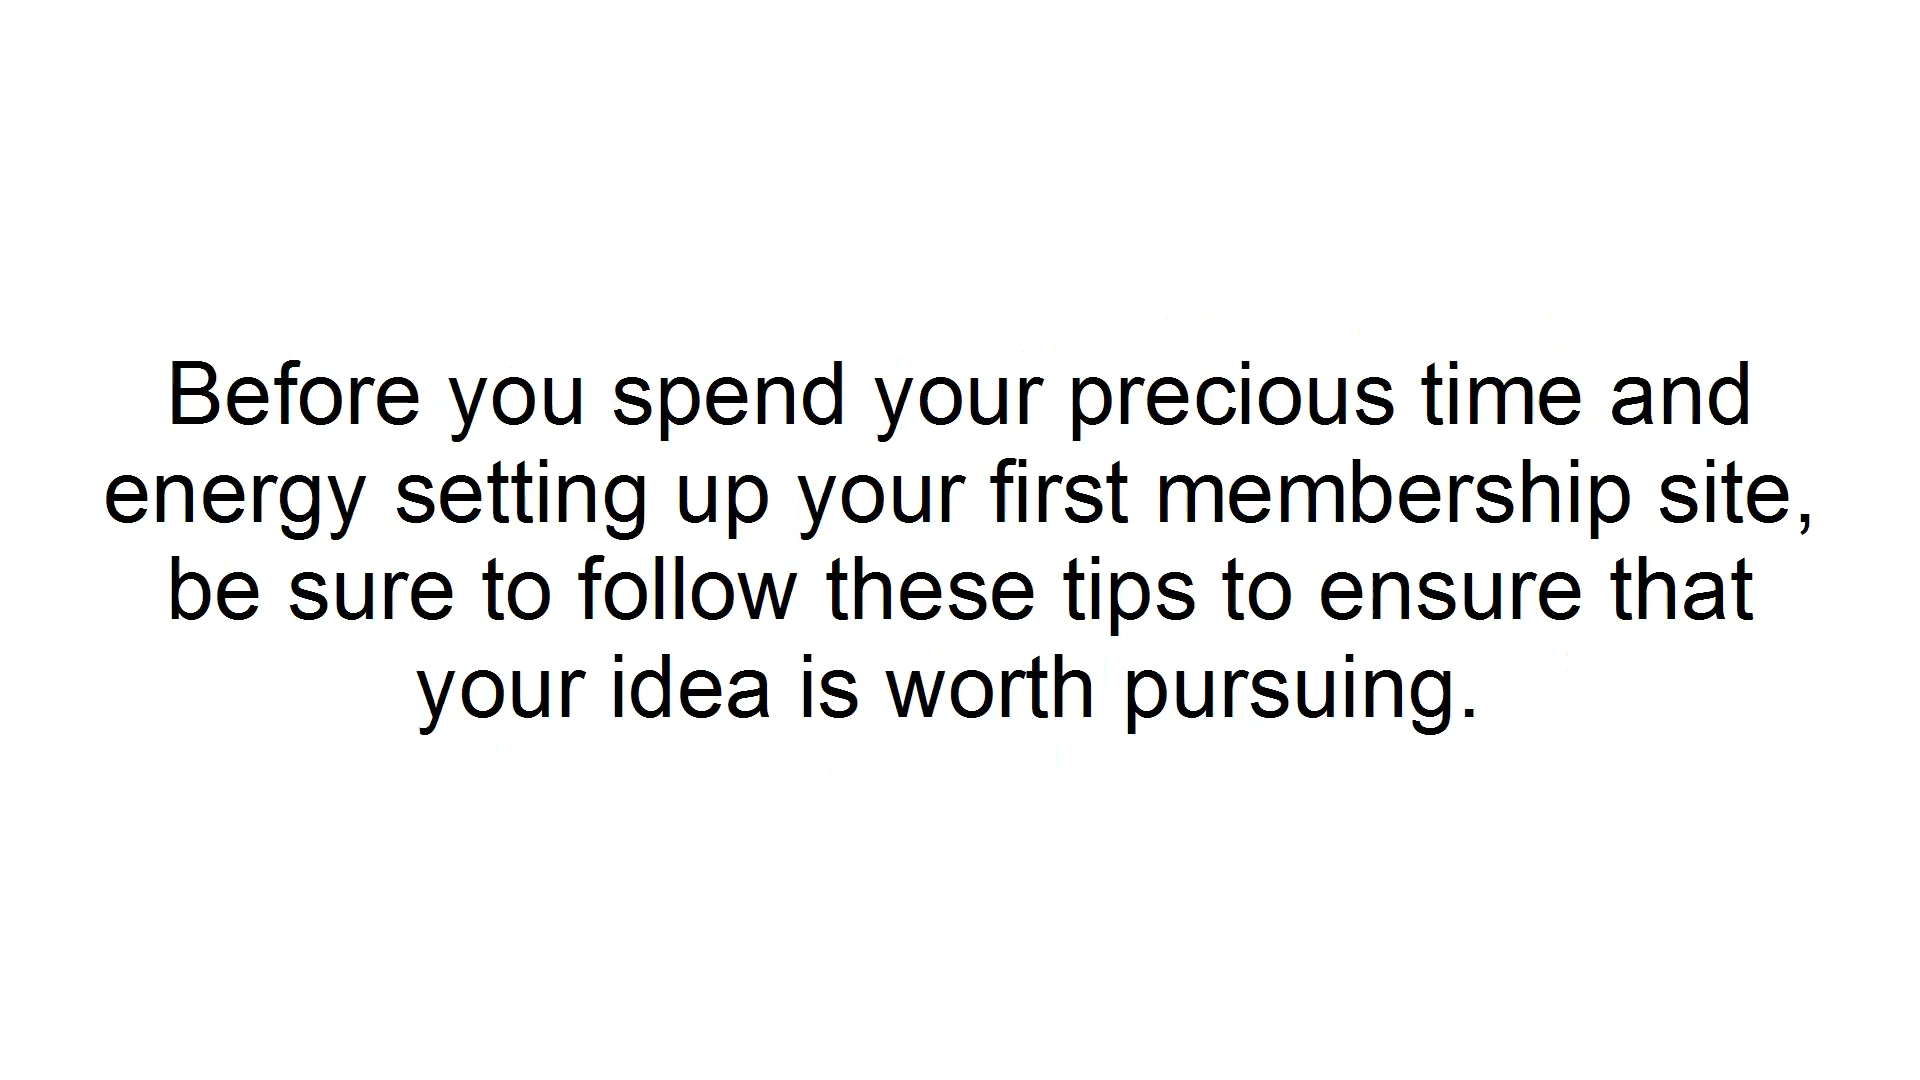 Before you spend your precious time and
energy setting up your first membership site,
be sure to follow these tips to ensure that
your idea is worth pursuing.